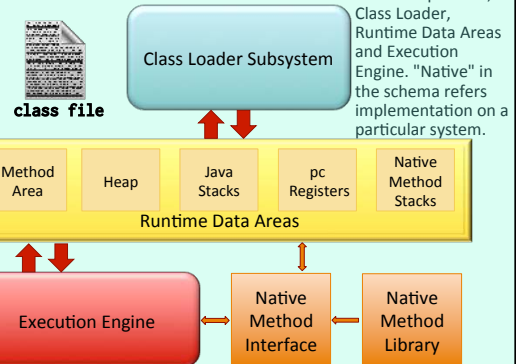 Class Loader,
Runtime Data Areas
and Execution
Engine. "Native" in
the schema refers
implementation on a
particular system.
Class Loader Subsystem
class file
Method
Area
Heap
Java
Stacks
pc
Registers
Native
Method
Stacks
Runtime Data Areas
Execution Engine
Native
Method
Interface
Native
Method
Library